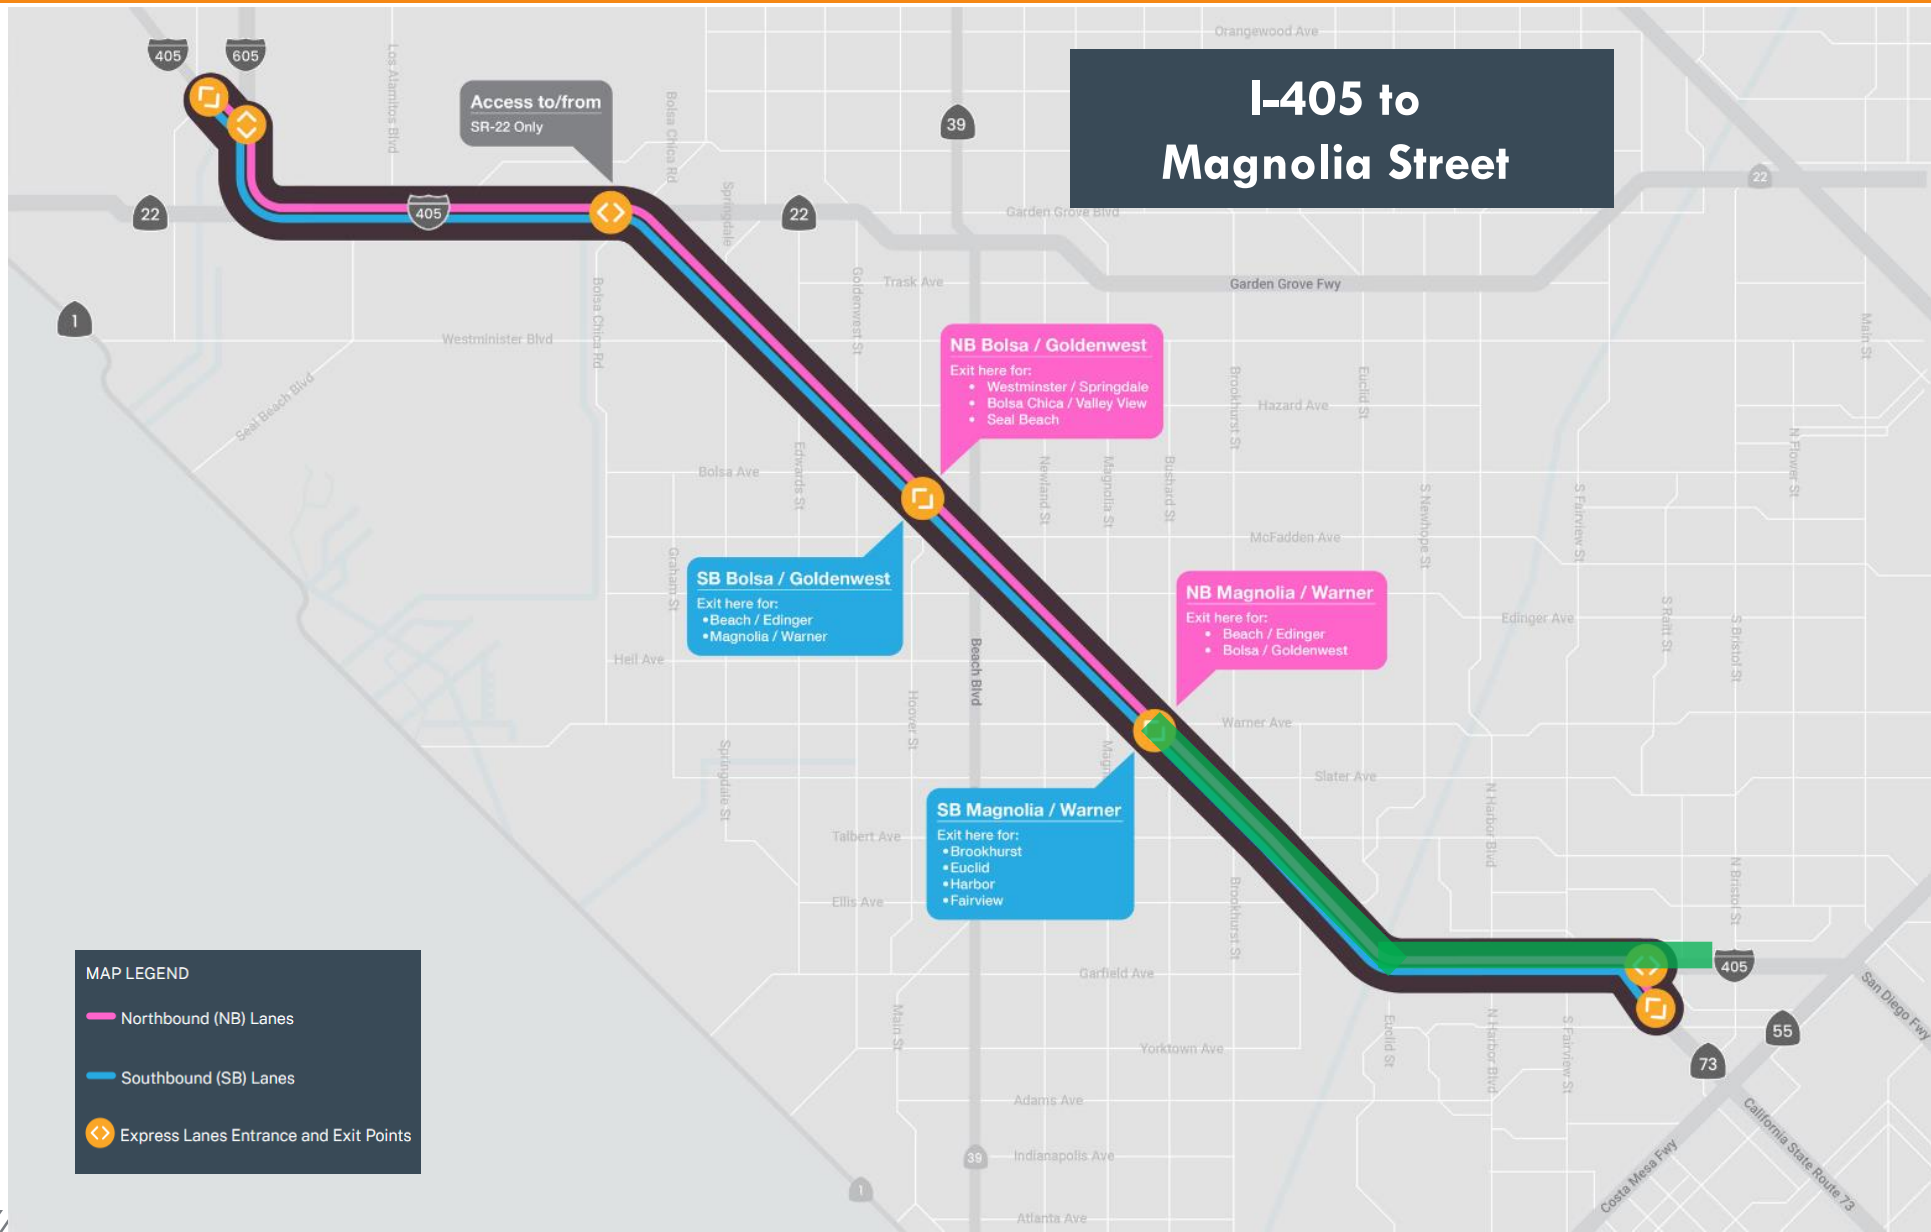 I-405 to
Magnolia Street
405
605
Orangewood Ave
Los Alamitos Blvd
Access to/from
SR-22 Only
Bolsa Chica Rd
39
22
22
405
22
Springdale
Garden Grove Blvd
Trask Ave
Garden Grove Fwy
Goldenwest St
Bolsa Chica Rd
1
Westminister Blvd
Seal Beach Blvd
Main St
NB Bolsa / Goldenwest
Exit here for:
• Westminster / Springdale
• Bolsa Chica / Valley View
• Seal Beach
Brookhurst St
Hazard Ave
Euclid St
Bolsa Ave
Edwards St
Newland St
Magnolia St
Bushard St
S Newhope St
S Fairview St
N Flower St
McFadden Ave
SB Bolsa / Goldenwest
Exit here for:
• Beach / Edinger
• Magnolia / Warner
Graham St
NB Magnolia / Warner
Exit here for:
• Beach / Edinger
• Bolsa / Goldenwest
Edinger Ave
S Raitt St
S Bristol St
Heil Ave
Beach Blvd
Hoover St
Warner Ave
Springdale St
Magn
Slater Ave
SB Magnolia / Warner
Exit here for:
• Brookhurst
• Euclid
• Harbor
• Fairview
Talbert Ave
Ellis Ave
N Harbor Blvd
N Bristol St
Brookhurst St
Garfield Ave
405
San Diego Fwy
MAP LEGEND
Northbound (NB) Lanes
Southbound (SB) Lanes
Express Lanes Entrance and Exit Points
Main St
Yorktown Ave
Euclid St
N Harbor Blvd
S Fairview St
55
73
Adams Ave
California State Route 73
Costa Mesa Fwy
39
Indianapolis Ave
1
Atlanta Ave